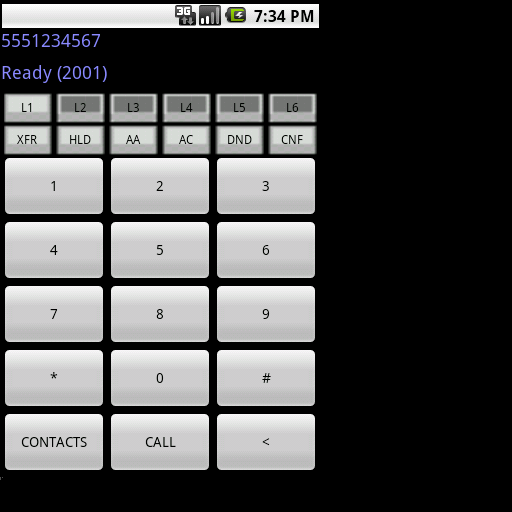 3G 7:34 PM
5551234567
Ready (2001)
L1 L2 L3 L4 L5 L6
XFR HLD AA AC DND CNF
1 2 3
4 5 6
7 8 9
* 0 #
CONTACTS CALL <